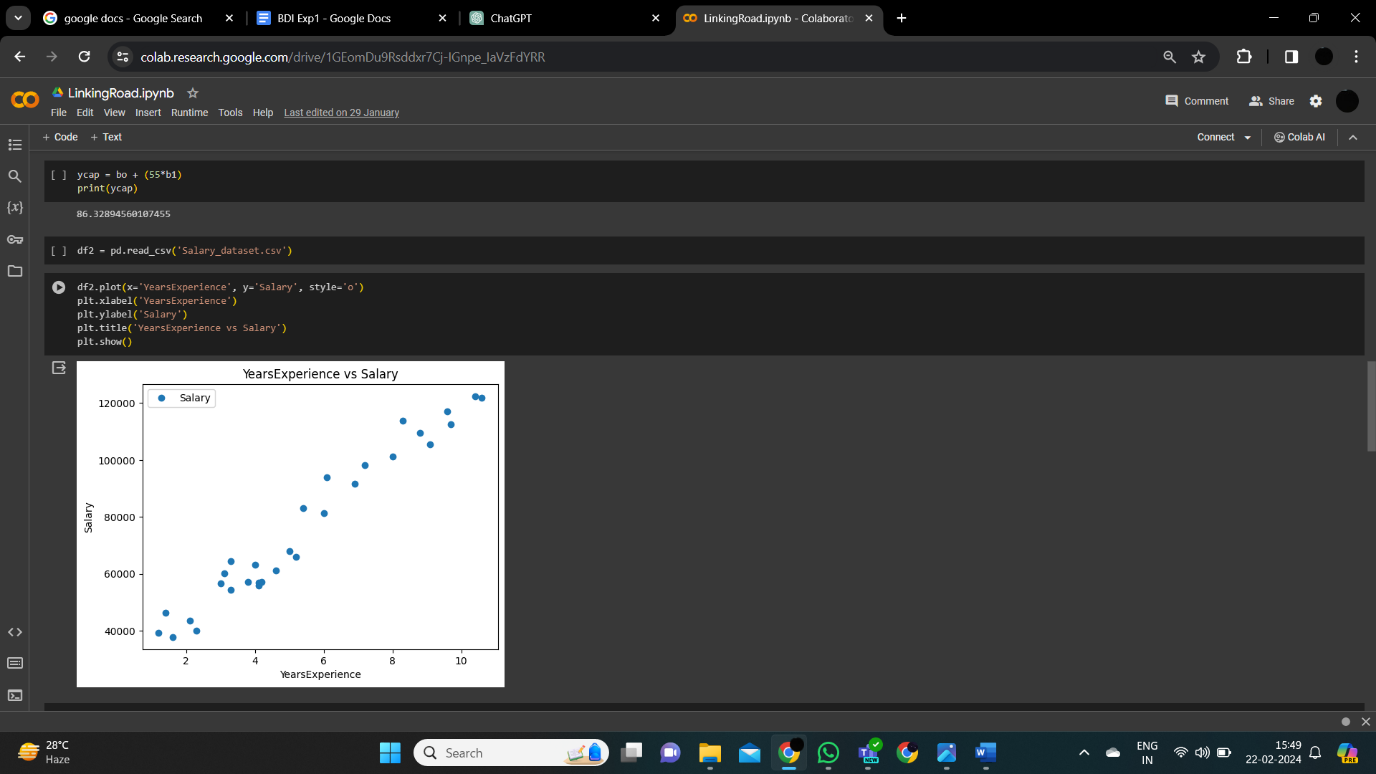 google docs - Google Search
BDI Exp1 - Google Docs
ChatGPT
LinkingRoad.ipynb - Colaborato
colab.research.google.com/drive/1GEomDu9Rsddxr7Cj-IGnpe_IaVzFdYRR
LinkingRoad.ipynb
Comment
Share
File Edit View Insert Runtime Tools Help Last edited on 29 January
+ Code + Text
Connect
Colab AI
[ ] ycap = bo + (55*b1)
print(ycap)
86.32894560107455
[ ] df2 = pd.read_csv('Salary_dataset.csv')
df2.plot(x='YearsExperience', y='Salary', style='o')
plt.xlabel('YearsExperience')
plt.ylabel('Salary')
plt.title('YearsExperience vs Salary')
plt.show()
YearsExperience vs Salary
Salary
120000
100000
80000
60000
40000
Salary
2 4 6 8 10
YearsExperience
28°C
Haze
Search
NEW
ENG
IN
15:49
22-02-2024
PRE